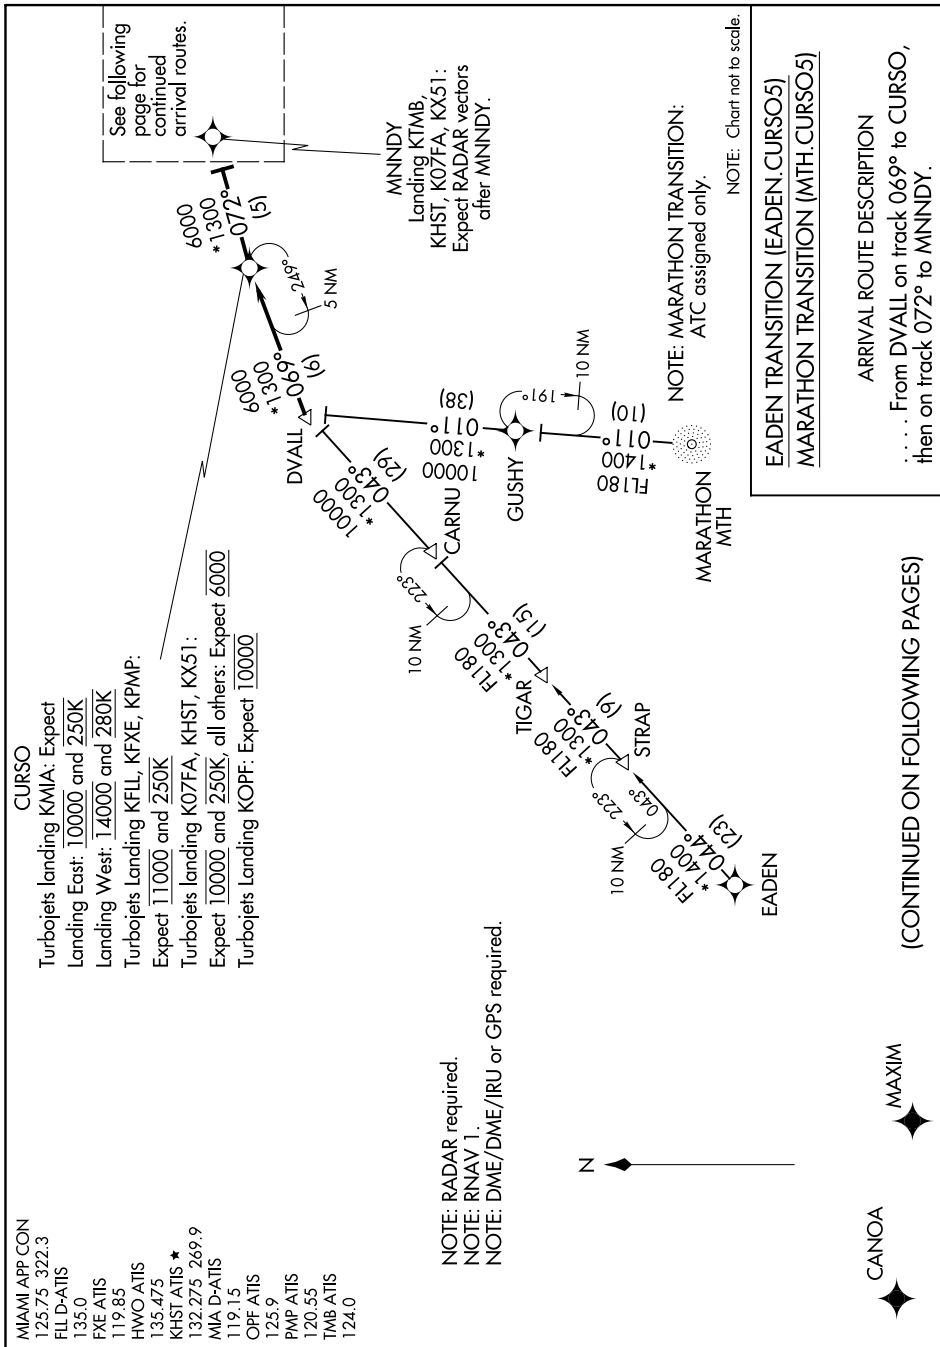 MIAMI APP CON
125.75 322.3
FLL D-ATIS
135.0
FXE ATIS
119.85
HWO ATIS
135.475
KHST ATIS ★
132.275 269.9
MIA D-ATIS
119.15
OPF ATIS
125.9
PMP ATIS
120.55
TMB ATIS
124.0
CURSO
Turbojets landing KMIA: Expect
Landing East: 10000 and 250K
Landing West: 14000 and 280K
Turbojets Landing KFLL, KFXE, KPMP:
Expect 11000 and 250K
Turbojets landing K07FA, KHST, KX51:
Expect 10000 and 250K, all others: Expect 6000
Turbojets Landing KOPF: Expect 10000
See following
page for
continued
arrival routes.
MNNDY
Landing KTMB,
KHST, K07FA, KX51:
Expect RADAR vectors
after MNNDY.
6000
*1300
072°
(5)
249°
5 NM
6000
*1300
069°
(6)
DVALL
10000
*1300
043°
(29)
10000
*1300
011°
(38)
CARNU
223°
10 NM
GUSHY
191°
10 NM
FL180
*1400
011°
(10)
MARATHON
MTH
FL180
*1300
043°
(15)
TIGAR
FL180
*1300
043°
(9)
STRAP
223°
043°
10 NM
FL180
*1400
044°
(23)
EADEN
NOTE: RADAR required.
NOTE: RNAV 1.
NOTE: DME/DME/IRU or GPS required.
N
CANOA
MAXIM
NOTE: MARATHON TRANSITION:
ATC assigned only.
NOTE: Chart not to scale.
EADEN TRANSITION (EADEN.CURSO5)
MARATHON TRANSITION (MTH.CURSO5)
ARRIVAL ROUTE DESCRIPTION
. . . . From DVALL on track 069° to CURSO,
then on track 072° to MNNDY.
(CONTINUED ON FOLLOWING PAGES)